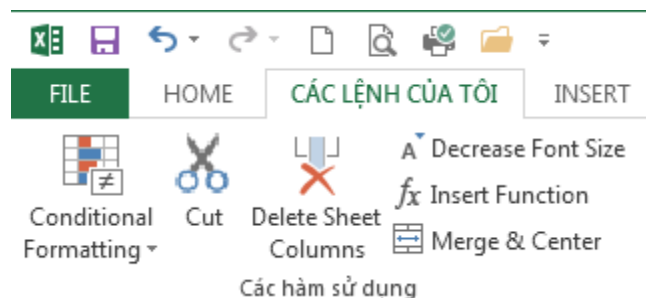 FILE HOME CÁC LỆNH CỦA TÔI INSERT
Conditional Formatting
Cut
Delete Sheet Columns
Decrease Font Size
fx Insert Function
Merge & Center
Các hàm sử dụng